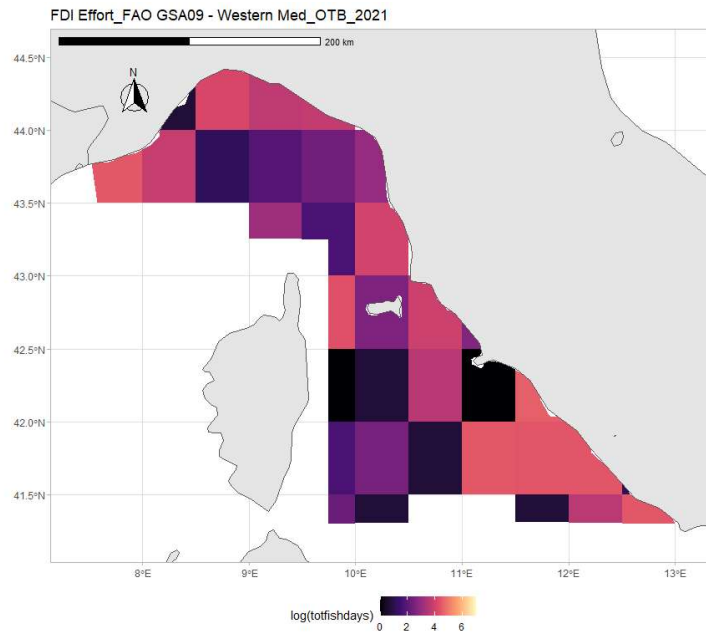 FDI Effort_FAO GSA09 - Western Med_OTB_2021
200 km
N
44.5°N
44.0°N
43.5°N
43.0°N
42.5°N
42.0°N
41.5°N
8°E 9°E 10°E 11°E 12°E 13°E
log(totfishdays)
0 2 4 6